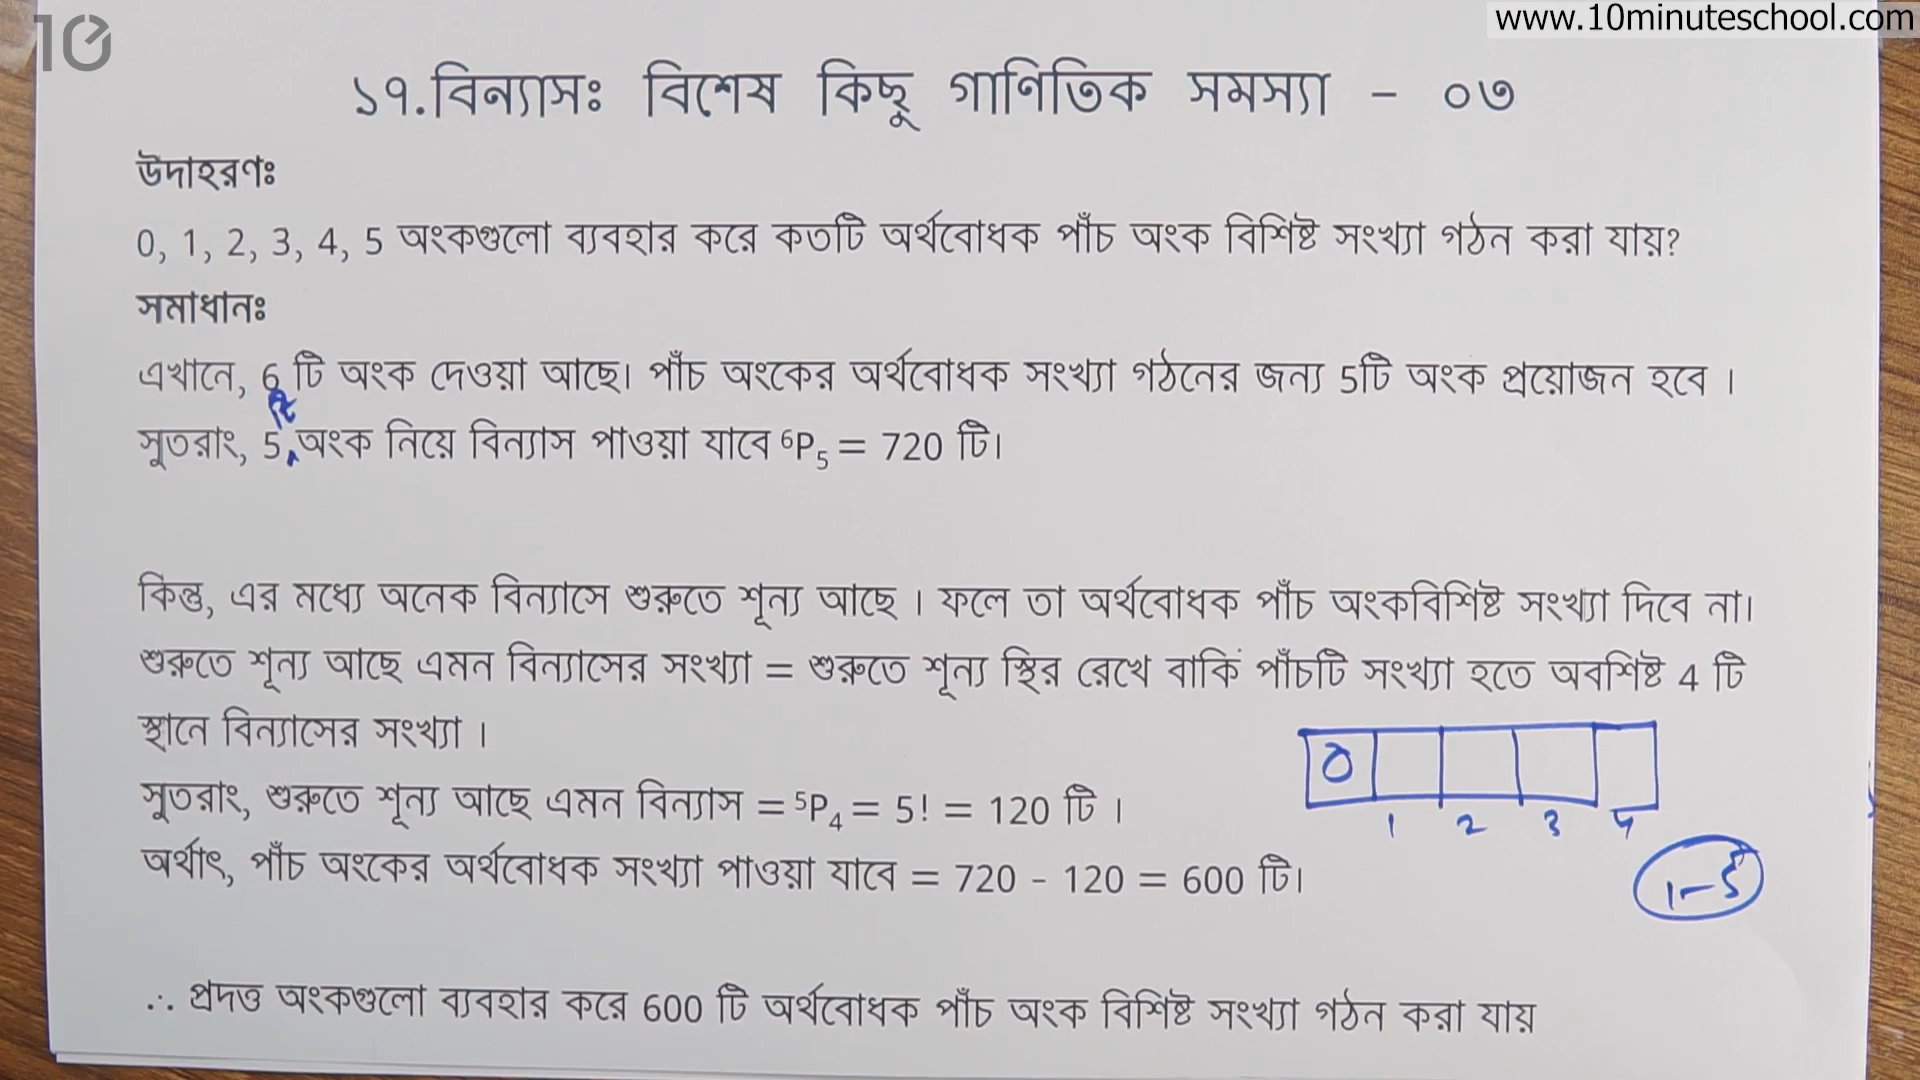 10
www.10minuteschool.com
১৭.বিন্যাসঃ বিশেষ কিছু গাণিতিক সমস্যা - ০৩
উদাহরণঃ
0, 1, 2, 3, 4, 5 অংকগুলো ব্যবহার করে কতটি অর্থবোধক পাঁচ অংক বিশিষ্ট সংখ্যা গঠন করা যায়?
সমাধানঃ
এখানে, 6 টি অংক দেওয়া আছে। পাঁচ অংকের অর্থবোধক সংখ্যা গঠনের জন্য 5টি অংক প্রয়োজন হবে ।
টি
সুতরাং, 5 অংক নিয়ে বিন্যাস পাওয়া যাবে ⁶P₅ = 720 টি।
কিন্তু, এর মধ্যে অনেক বিন্যাসে শুরুতে শূন্য আছে । ফলে তা অর্থবোধক পাঁচ অংকবিশিষ্ট সংখ্যা দিবে না।
শুরুতে শূন্য আছে এমন বিন্যাসের সংখ্যা = শুরুতে শূন্য স্থির রেখে বাকি পাঁচটি সংখ্যা হতে অবশিষ্ট 4 টি
স্থানে বিন্যাসের সংখ্যা ।
0
সুতরাং, শুরুতে শূন্য আছে এমন বিন্যাস = ⁵P₄ = 5! = 120 টি ।
1 2 3 4
অর্থাৎ, পাঁচ অংকের অর্থবোধক সংখ্যা পাওয়া যাবে = 720 - 120 = 600 টি।
1-5
∴ প্রদত্ত অংকগুলো ব্যবহার করে 600 টি অর্থবোধক পাঁচ অংক বিশিষ্ট সংখ্যা গঠন করা যায়